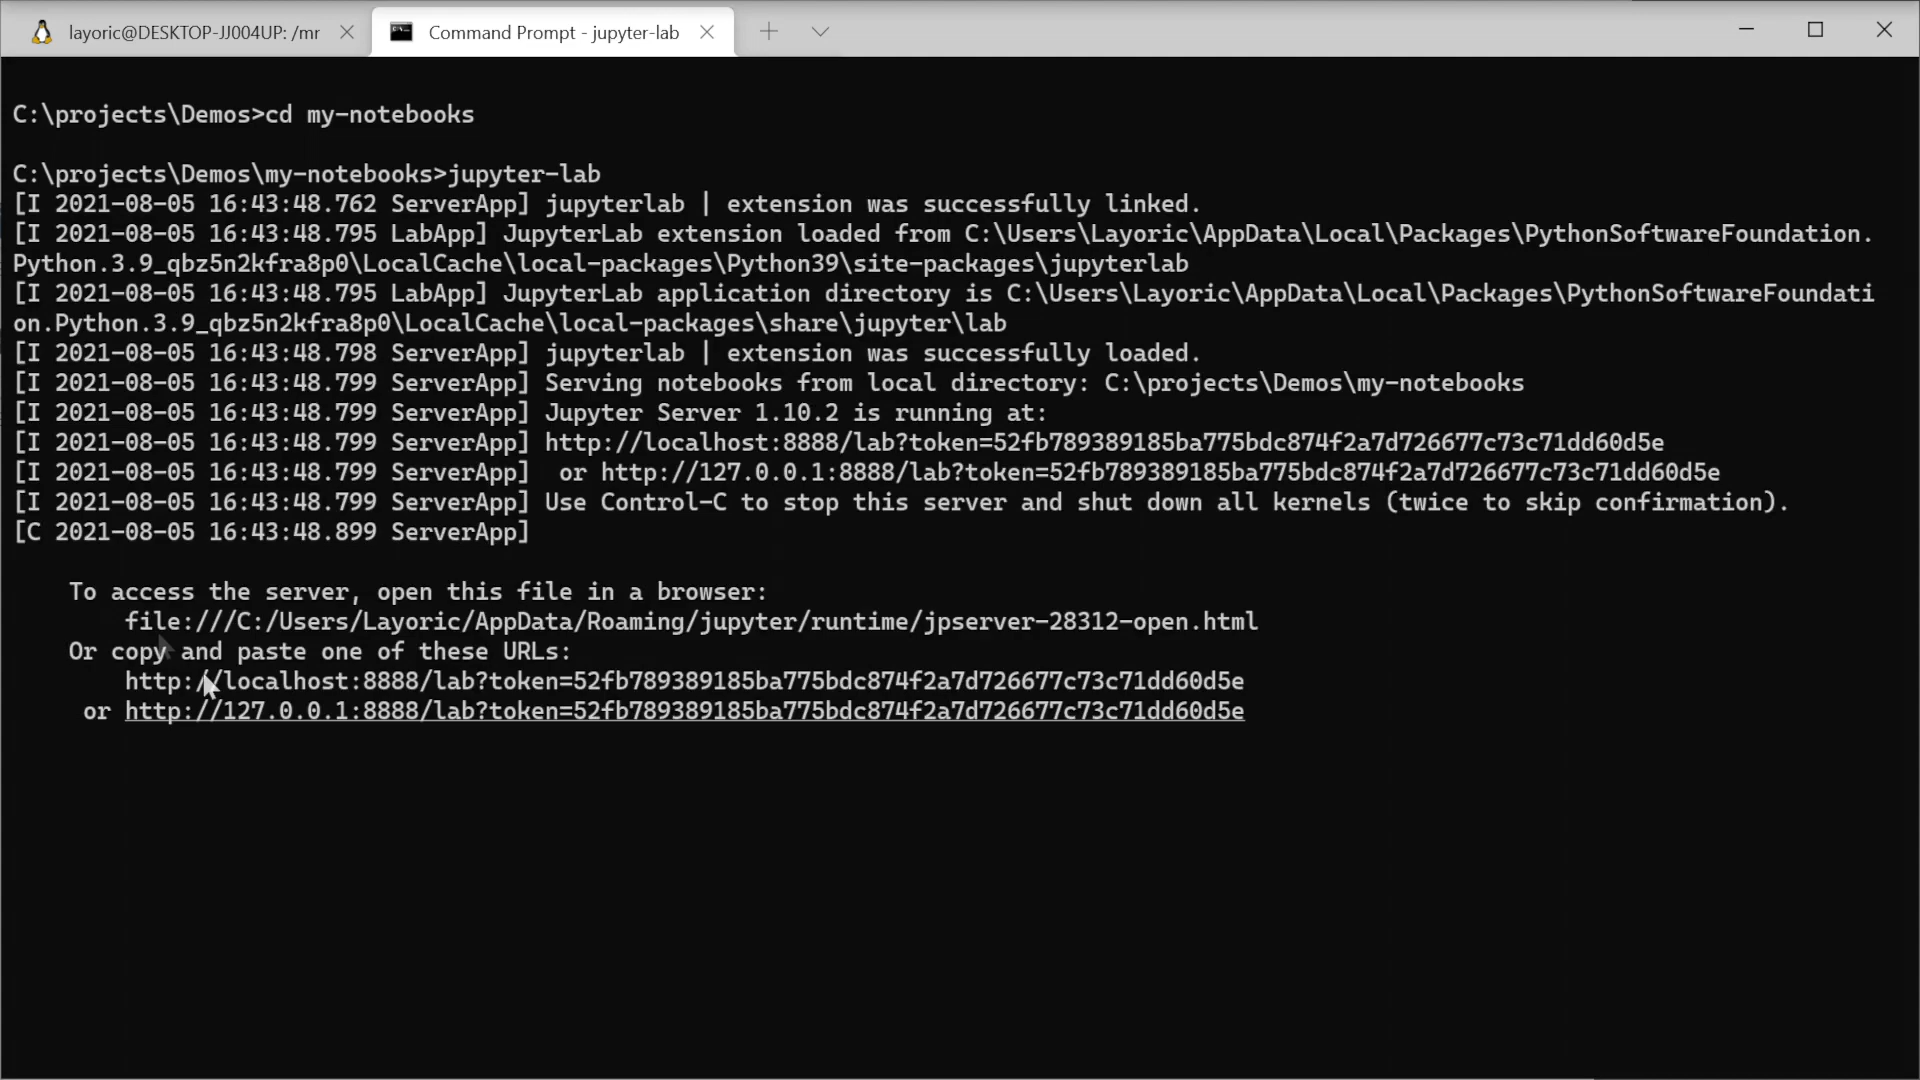 layoric@DESKTOP-JJ004UP: /mr
Command Prompt - jupyter-lab
C:\projects\Demos>cd my-notebooks
C:\projects\Demos\my-notebooks>jupyter-lab
[I 2021-08-05 16:43:48.762 ServerApp] jupyterlab | extension was successfully linked.
[I 2021-08-05 16:43:48.795 LabApp] JupyterLab extension loaded from C:\Users\Layoric\AppData\Local\Packages\PythonSoftwareFoundation.
Python.3.9_qbz5n2kfra8p0\LocalCache\local-packages\Python39\site-packages\jupyterlab
[I 2021-08-05 16:43:48.795 LabApp] JupyterLab application directory is C:\Users\Layoric\AppData\Local\Packages\PythonSoftwareFoundati
on.Python.3.9_qbz5n2kfra8p0\LocalCache\local-packages\share\jupyter\lab
[I 2021-08-05 16:43:48.798 ServerApp] jupyterlab | extension was successfully loaded.
[I 2021-08-05 16:43:48.799 ServerApp] Serving notebooks from local directory: C:\projects\Demos\my-notebooks
[I 2021-08-05 16:43:48.799 ServerApp] Jupyter Server 1.10.2 is running at:
[I 2021-08-05 16:43:48.799 ServerApp] http://localhost:8888/lab?token=52fb789389185ba775bdc874f2a7d726677c73c71dd60d5e
[I 2021-08-05 16:43:48.799 ServerApp]  or http://127.0.0.1:8888/lab?token=52fb789389185ba775bdc874f2a7d726677c73c71dd60d5e
[I 2021-08-05 16:43:48.799 ServerApp] Use Control-C to stop this server and shut down all kernels (twice to skip confirmation).
[C 2021-08-05 16:43:48.899 ServerApp]
To access the server, open this file in a browser:
file:///C:/Users/Layoric/AppData/Roaming/jupyter/runtime/jpserver-28312-open.html
Or copy and paste one of these URLs:
http://localhost:8888/lab?token=52fb789389185ba775bdc874f2a7d726677c73c71dd60d5e
or http://127.0.0.1:8888/lab?token=52fb789389185ba775bdc874f2a7d726677c73c71dd60d5e